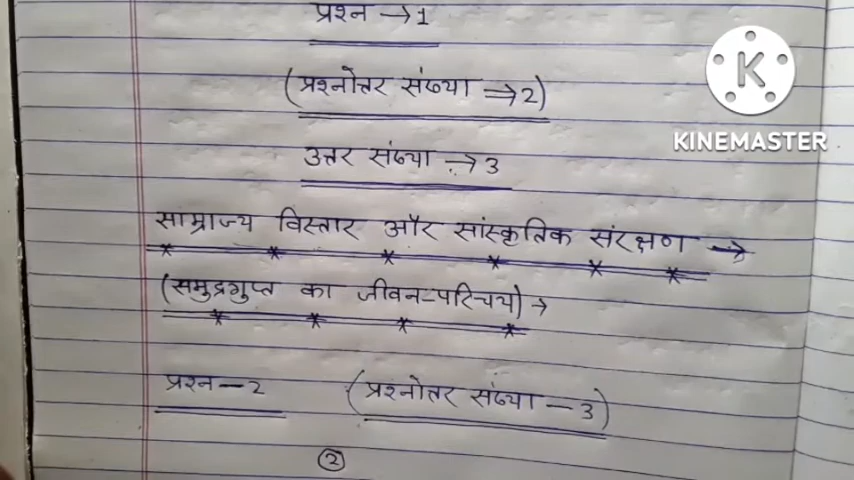 प्रश्न → 1
(प्रश्नोत्तर संख्या ⇒ 2)
उत्तर संख्या → 3
साम्राज्य विस्तार और सांस्कृतिक संरक्षण →
(समुद्रगुप्त का जीवन-परिचय) →
प्रश्न – 2 (प्रश्नोत्तर संख्या – 3)
②
K
KINEMASTER